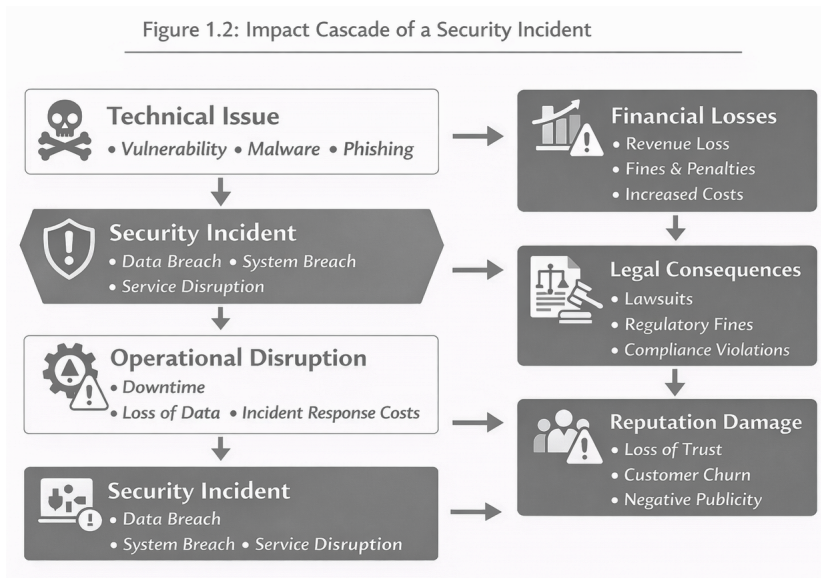 Figure 1.2: Impact Cascade of a Security Incident
Technical Issue
• Vulnerability • Malware • Phishing
Security Incident
• Data Breach • System Breach
• Service Disruption
Operational Disruption
• Downtime
• Loss of Data • Incident Response Costs
Security Incident
• Data Breach
• System Breach • Service Disruption
Financial Losses
• Revenue Loss
• Fines & Penalties
• Increased Costs
Legal Consequences
• Lawsuits
• Regulatory Fines
• Compliance Violations
Reputation Damage
• Loss of Trust
• Customer Churn
• Negative Publicity